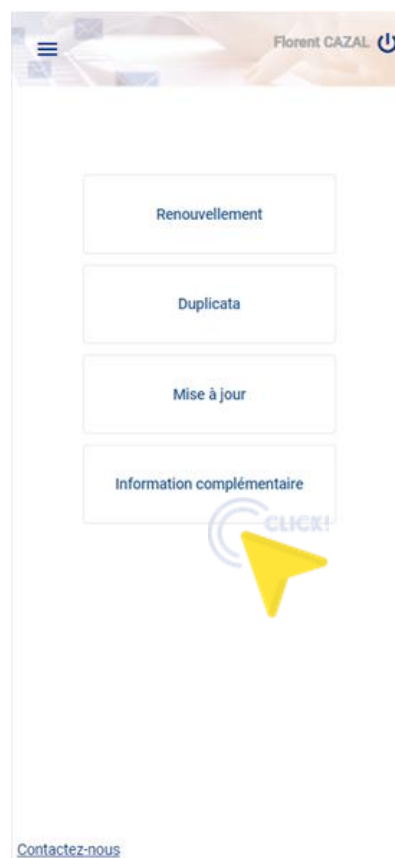 Florent CAZAL
Renouvellement
Duplicata
Mise à jour
Information complémentaire
CLICK!
Contactez-nous